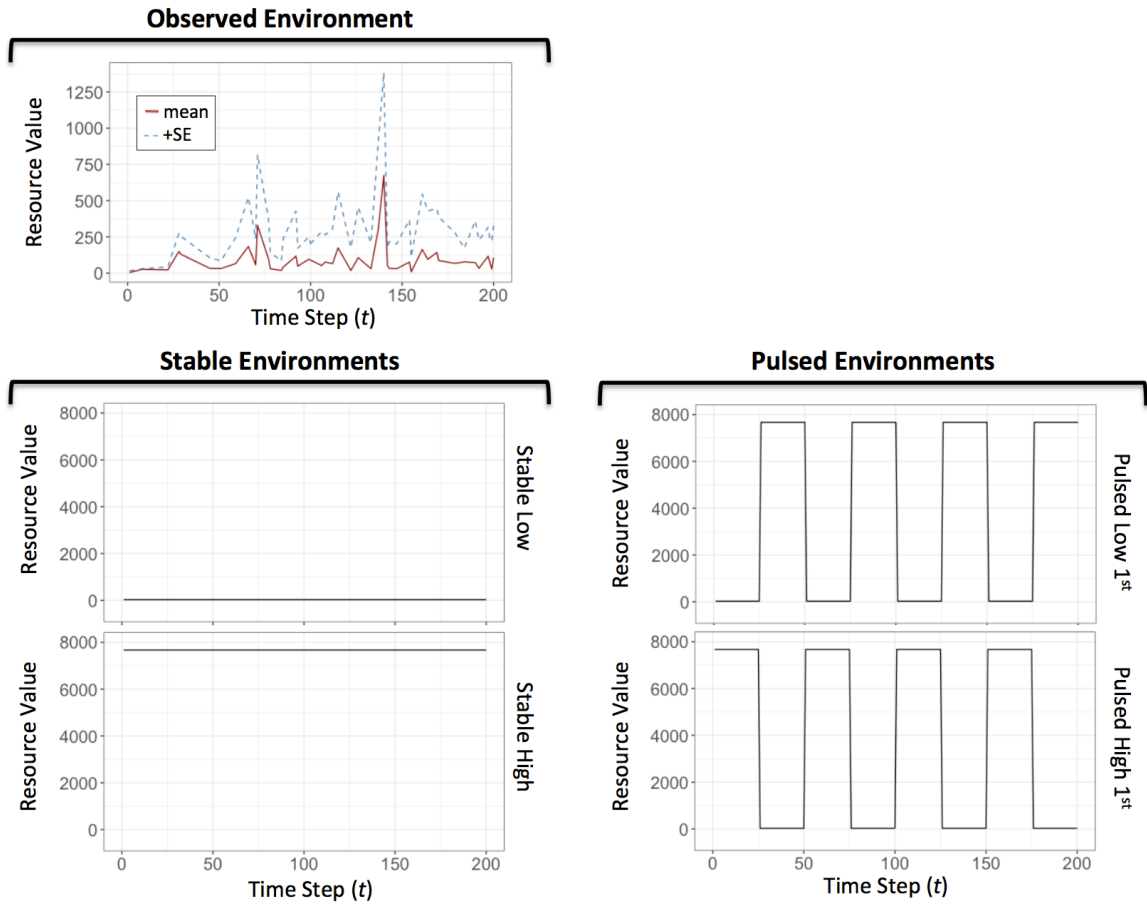 Observed Environment
Resource Value
1250
1000
750
500
250
0
mean
+SE
0 50 100 150 200
Time Step (t)
Stable Environments
Resource Value
8000
6000
4000
2000
0
Stable Low
Resource Value
8000
6000
4000
2000
0
Stable High
0 50 100 150 200
Time Step (t)
Pulsed Environments
Resource Value
8000
6000
4000
2000
0
Pulsed Low 1st
Resource Value
8000
6000
4000
2000
0
Pulsed High 1st
0 50 100 150 200
Time Step (t)